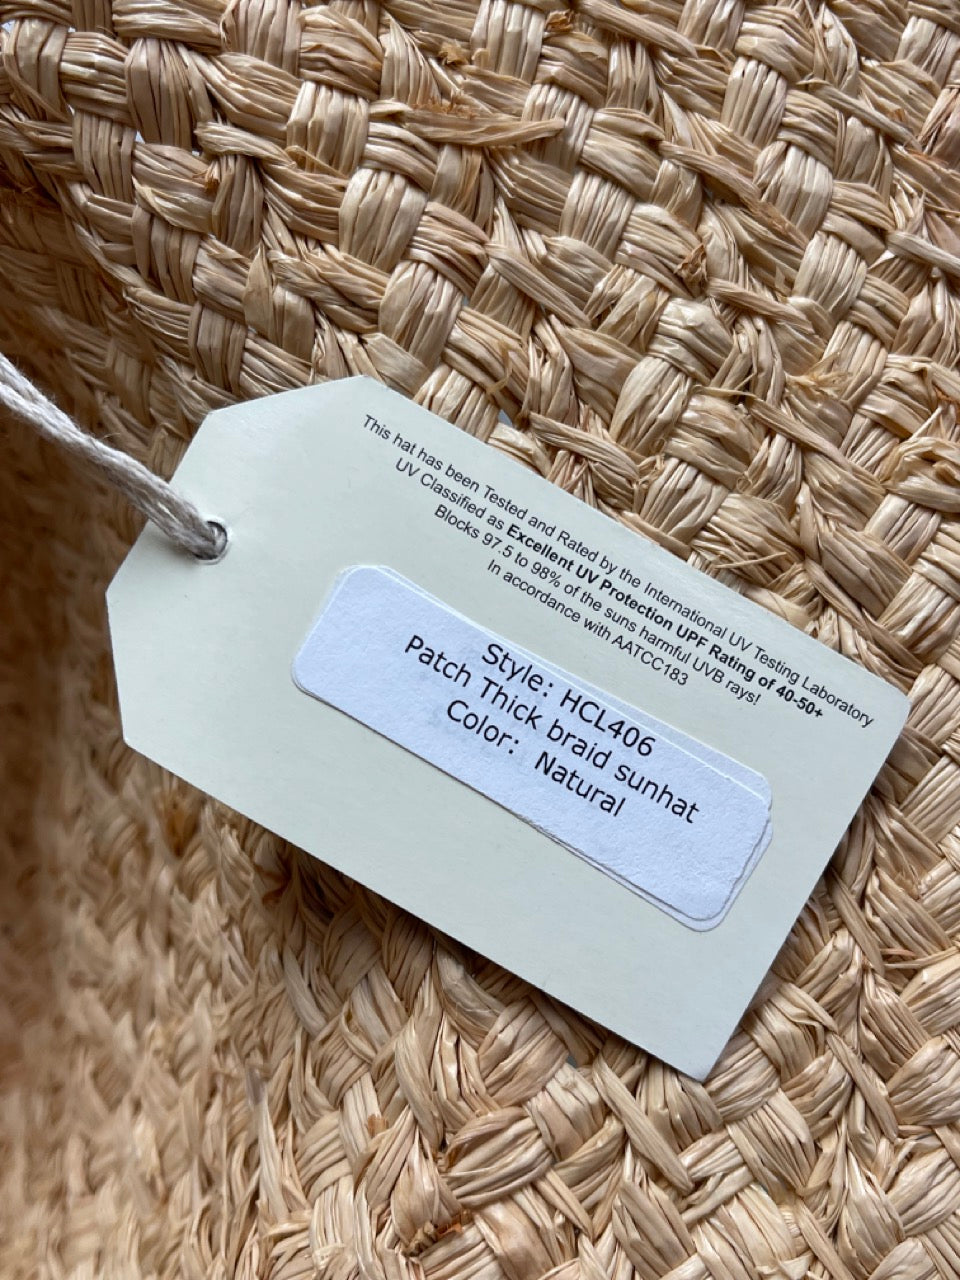 This hat has been Tested and Rated by the International UV Testing Laboratory
UV Classified as Excellent UV Protection UPF Rating of 40-50+
Blocks 97.5 to 98% of the suns harmful UVB rays!
In accordance with AATCC183
Style: HCL406
Patch Thick braid sunhat
Color: Natural